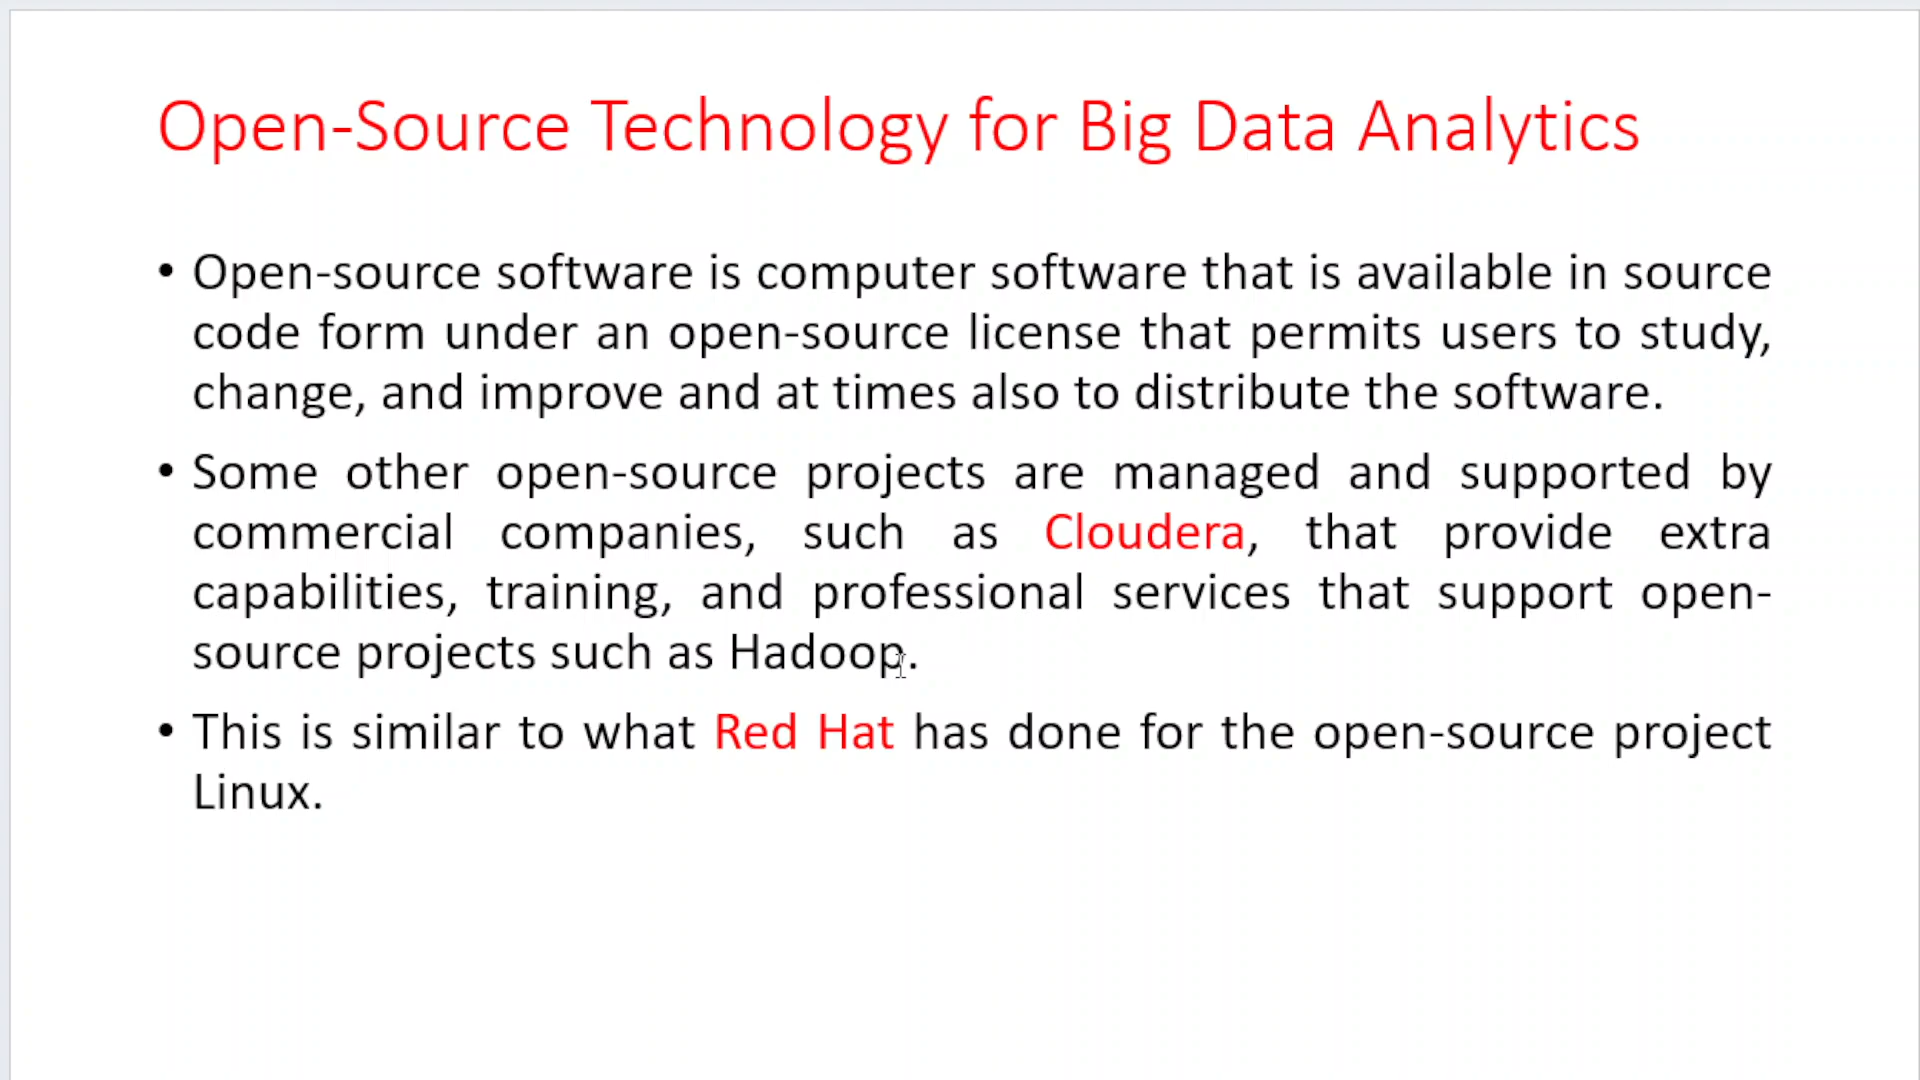 Open-Source Technology for Big Data Analytics
• Open-source software is computer software that is available in source
code form under an open-source license that permits users to study,
change, and improve and at times also to distribute the software.
• Some other open-source projects are managed and supported by
commercial companies, such as Cloudera, that provide extra
capabilities, training, and professional services that support open-
source projects such as Hadoop.
• This is similar to what Red Hat has done for the open-source project
Linux.